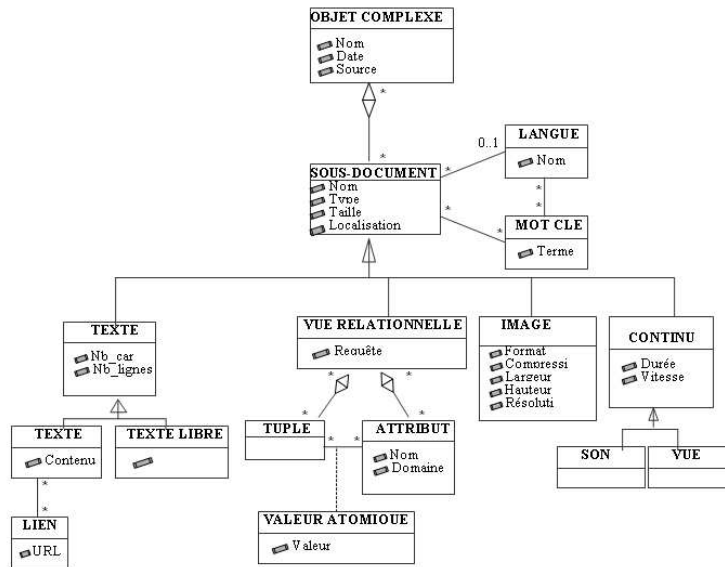 OBJET COMPLEXE
Nom
Date
Source
*
*
SOUS-DOCUMENT
Nom
Type
Taille
Localisation
*
0..1
LANGUE
Nom
*
*
*
*
MOT CLE
Terme
TEXTE
Nb_car
Nb_lignes
VUE RELATIONNELLE
Requête
IMAGE
Format
Compressi
Largeur
Hauteur
Résoluti
CONTINU
Durée
Vitesse
*
*
*
*
TEXTE
Contenu
TEXTE LIBRE
TUPLE
*
*
ATTRIBUT
Nom
Domaine
SON
VUE
*
*
LIEN
URL
VALEUR ATOMIQUE
Valeur